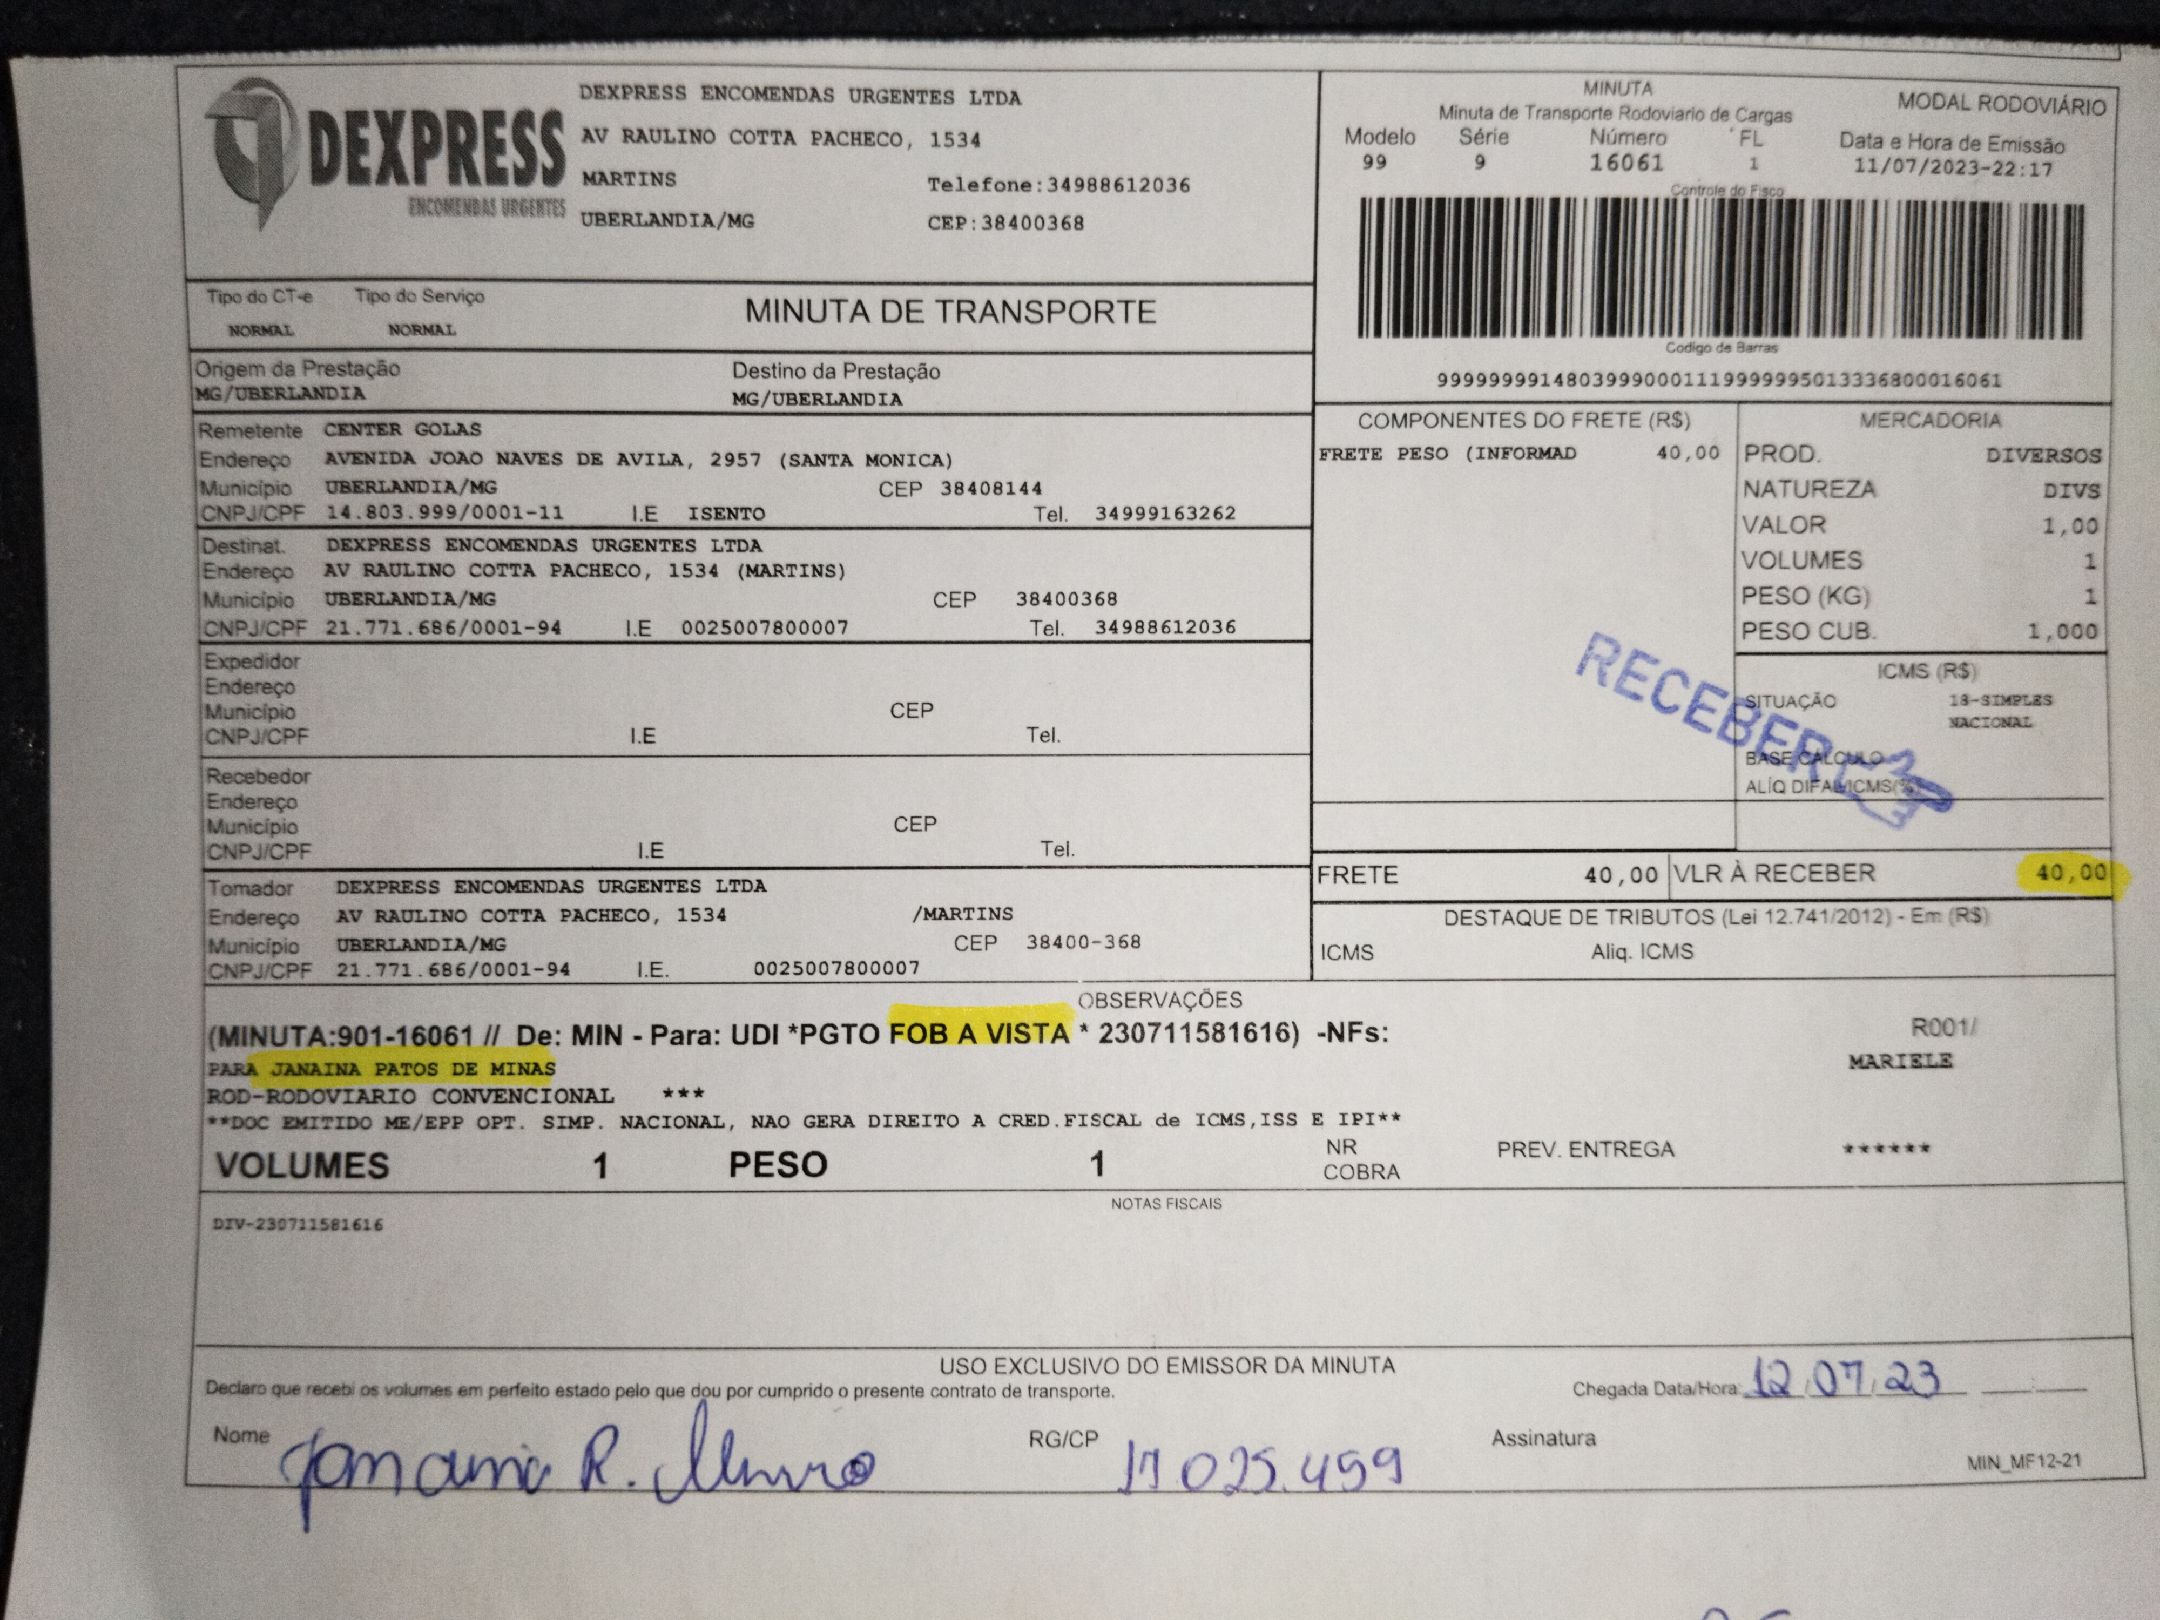 DEXPRESS
ENCOMENDAS URGENTES
DEXPRESS ENCOMENDAS URGENTES LTDA
AV RAULINO COTTA PACHECO, 1534
MARTINS Telefone:34988612036
UBERLANDIA/MG CEP:38400368
MINUTA
Minuta de Transporte Rodoviario de Cargas
MODAL RODOVIÁRIO
Modelo Série Número FL Data e Hora de Emissão
99 9 16061 1 11/07/2023-22:17
Controle do Fisco
Codigo de Barras
999999991480399900011199999995013336800016061
Tipo do CT-e Tipo do Serviço
NORMAL NORMAL
MINUTA DE TRANSPORTE
Origem da Prestação Destino da Prestação
MG/UBERLANDIA MG/UBERLANDIA
Remetente CENTER GOLAS
Endereço AVENIDA JOAO NAVES DE AVILA, 2957 (SANTA MONICA)
Município UBERLANDIA/MG CEP 38408144
CNPJ/CPF 14.803.999/0001-11 I.E ISENTO Tel. 34999163262
Destinat. DEXPRESS ENCOMENDAS URGENTES LTDA
Endereço AV RAULINO COTTA PACHECO, 1534 (MARTINS)
Município UBERLANDIA/MG CEP 38400368
CNPJ/CPF 21.771.686/0001-94 I.E 0025007800007 Tel. 34988612036
Expedidor
Endereço
Município CEP
CNPJ/CPF I.E Tel.
Recebedor
Endereço
Município CEP
CNPJ/CPF I.E Tel.
Tomador DEXPRESS ENCOMENDAS URGENTES LTDA
Endereço AV RAULINO COTTA PACHECO, 1534 /MARTINS
Município UBERLANDIA/MG CEP 38400-368
CNPJ/CPF 21.771.686/0001-94 I.E. 0025007800007
COMPONENTES DO FRETE (R$)
FRETE PESO (INFORMAD 40,00
MERCADORIA
PROD. DIVERSOS
NATUREZA DIVS
VALOR 1,00
VOLUMES 1
PESO (KG) 1
PESO CUB. 1,000
RECEBER
ICMS (R$)
SITUAÇÃO 18-SIMPLES
NACIONAL
BASE CALCULO
ALÍQ DIFAL/ICMS(%)
FRETE 40,00 VLR À RECEBER 40,00
DESTAQUE DE TRIBUTOS (Lei 12.741/2012) - Em (R$)
ICMS Aliq. ICMS
OBSERVAÇÕES
(MINUTA:901-16061 // De: MIN - Para: UDI *PGTO FOB A VISTA * 230711581616) -NFs: R001/
PARA JANAINA PATOS DE MINAS MARIELE
ROD-RODOVIARIO CONVENCIONAL ***
**DOC EMITIDO ME/EPP OPT. SIMP. NACIONAL, NAO GERA DIREITO A CRED.FISCAL de ICMS,ISS E IPI**
VOLUMES 1 PESO 1 NR COBRA PREV. ENTREGA ******
NOTAS FISCAIS
DIV-230711581616
USO EXCLUSIVO DO EMISSOR DA MINUTA
Declaro que recebi os volumes em perfeito estado pelo que dou por cumprido o presente contrato de transporte.
Chegada Data/Hora: 12/07/23
Nome Janaina R. RG/CP 17 025.459 Assinatura
MIN_MF12-21